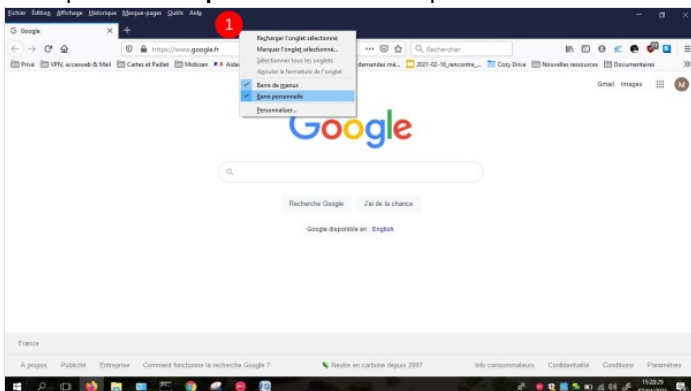 Fichier Édition Affichage Historique Marque-pages Outils Aide
1
Google
Recharger l'onglet sélectionné
Marquer l'onglet sélectionné...
Sélectionner tous les onglets
Annuler la fermeture de l'onglet
Barre de menus
Barre personnelle
Personnaliser...
https://www.google.fr
Rechercher
Privé VPN, accesweb & Mail Cartes et Padlet Mobizen demandes mé... 2021-02-16_rencontre_... Cozy Drive Nouvelles ressources Documentaires
Gmail Images M
Google
Recherche Google J'ai de la chance
Google disponible en : English
France
A propos Publicité Entreprise Comment fonctionne la recherche Google ? Neutre en carbone depuis 2007 Info consommateurs Confidentialité Conditions Paramètres
15:28:29